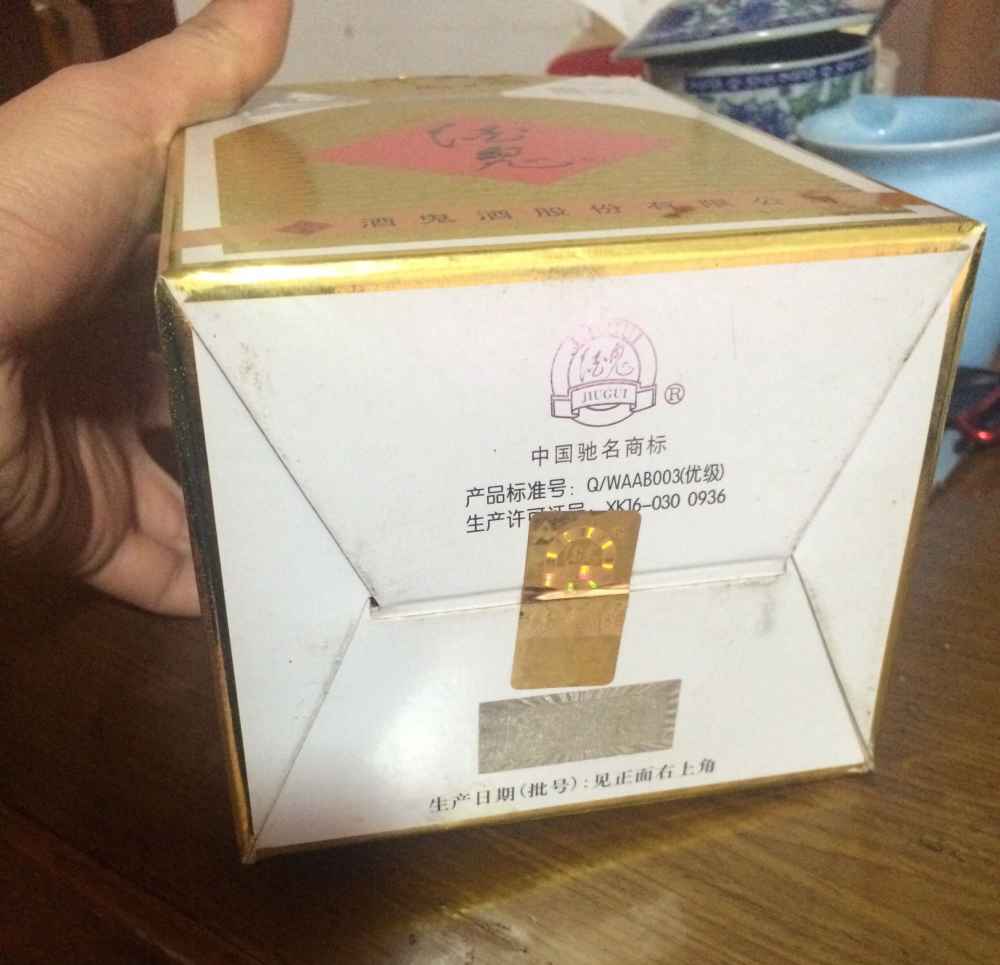 酒鬼
酒鬼酒股份有限公司
酒鬼
JIUGUI
®
中国驰名商标
产品标准号：Q/WAAB003(优级)
生产许可证号：XK16-030 0936
生产日期(批号)：见正面右上角